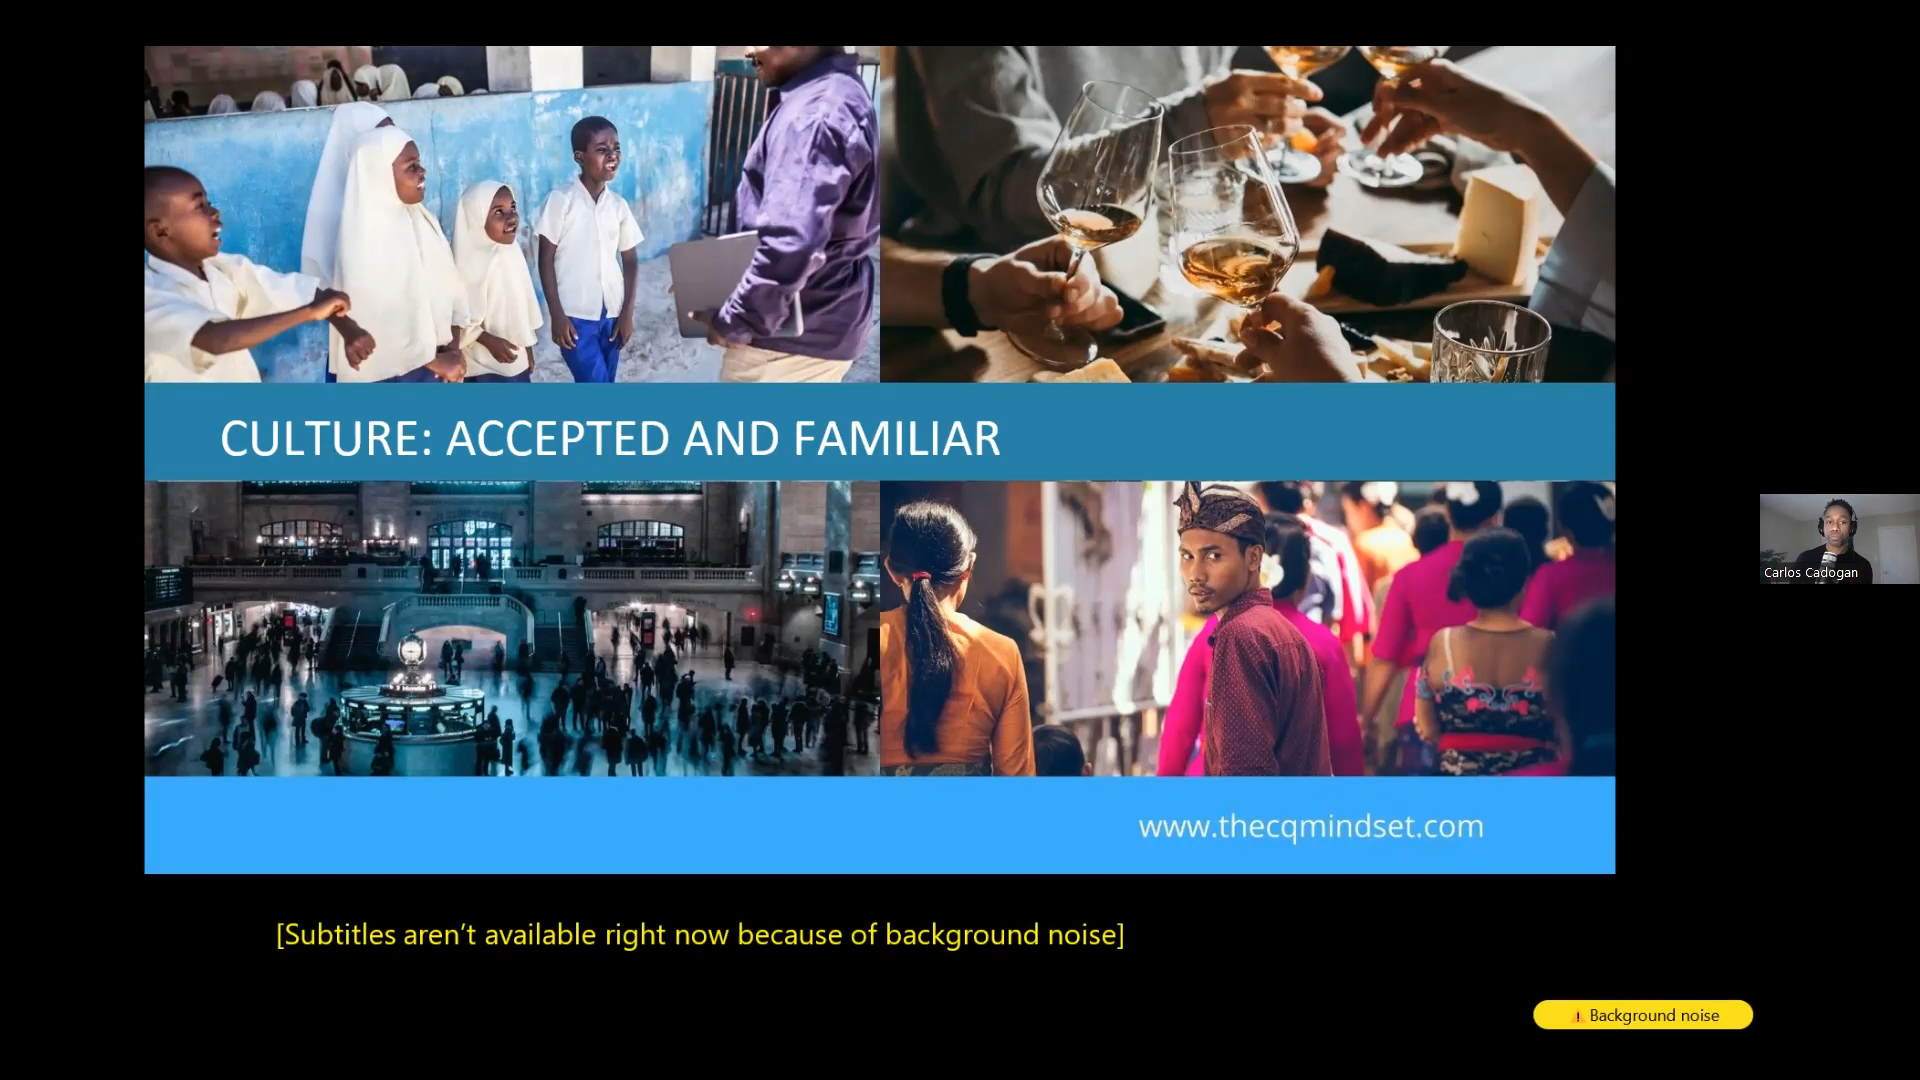 CULTURE: ACCEPTED AND FAMILIAR
www.thecqmindset.com
Carlos Cadogan
[Subtitles aren't available right now because of background noise]
Background noise